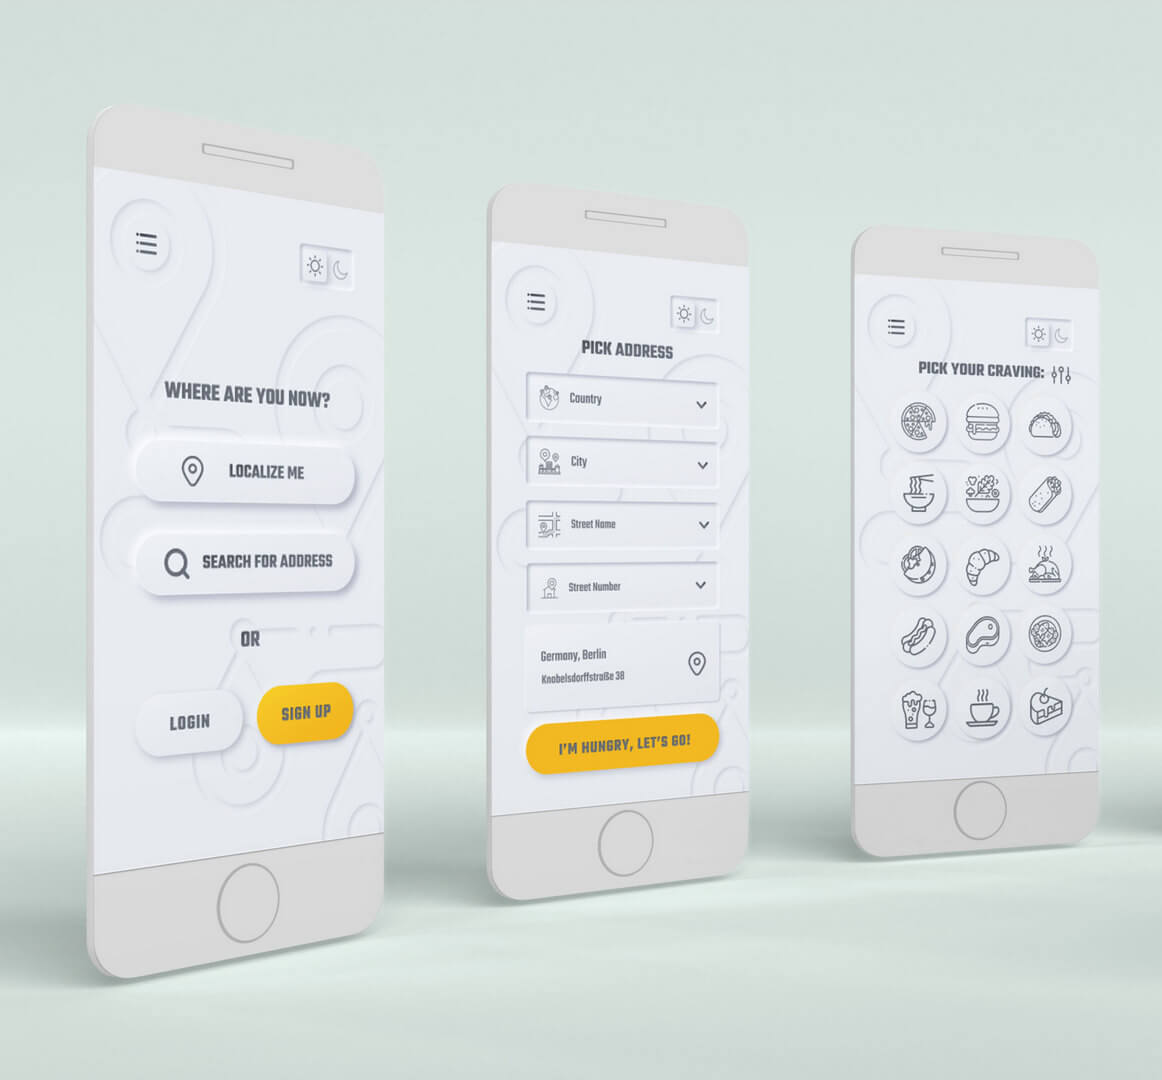 WHERE ARE YOU NOW?
LOCALIZE ME
SEARCH FOR ADDRESS
OR
LOGIN
SIGN UP
PICK ADDRESS
Country
City
Street Name
Street Number
Germany, Berlin
Knobelsdorffstraße 38
I'M HUNGRY, LET'S GO!
PICK YOUR CRAVING: